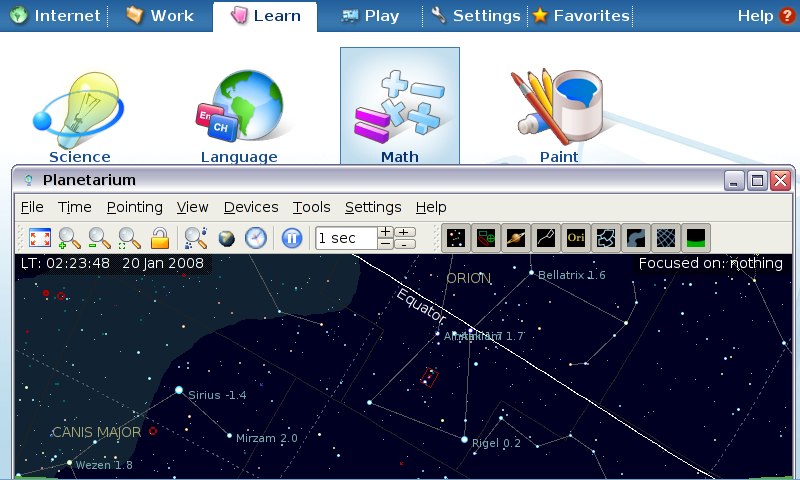 Internet Work Learn Play Settings Favorites Help ?
En
CH
Science Language Math Paint
Planetarium
File Time Pointing View Devices Tools Settings Help
1 sec
Ori
LT: 02:23:48 20 Jan 2008 Focused on: nothing
ORION
Bellatrix 1.6
Equator
1.7
Sirius -1.4
CANIS MAJOR
Mirzam 2.0
Rigel 0.2
Wezen 1.8